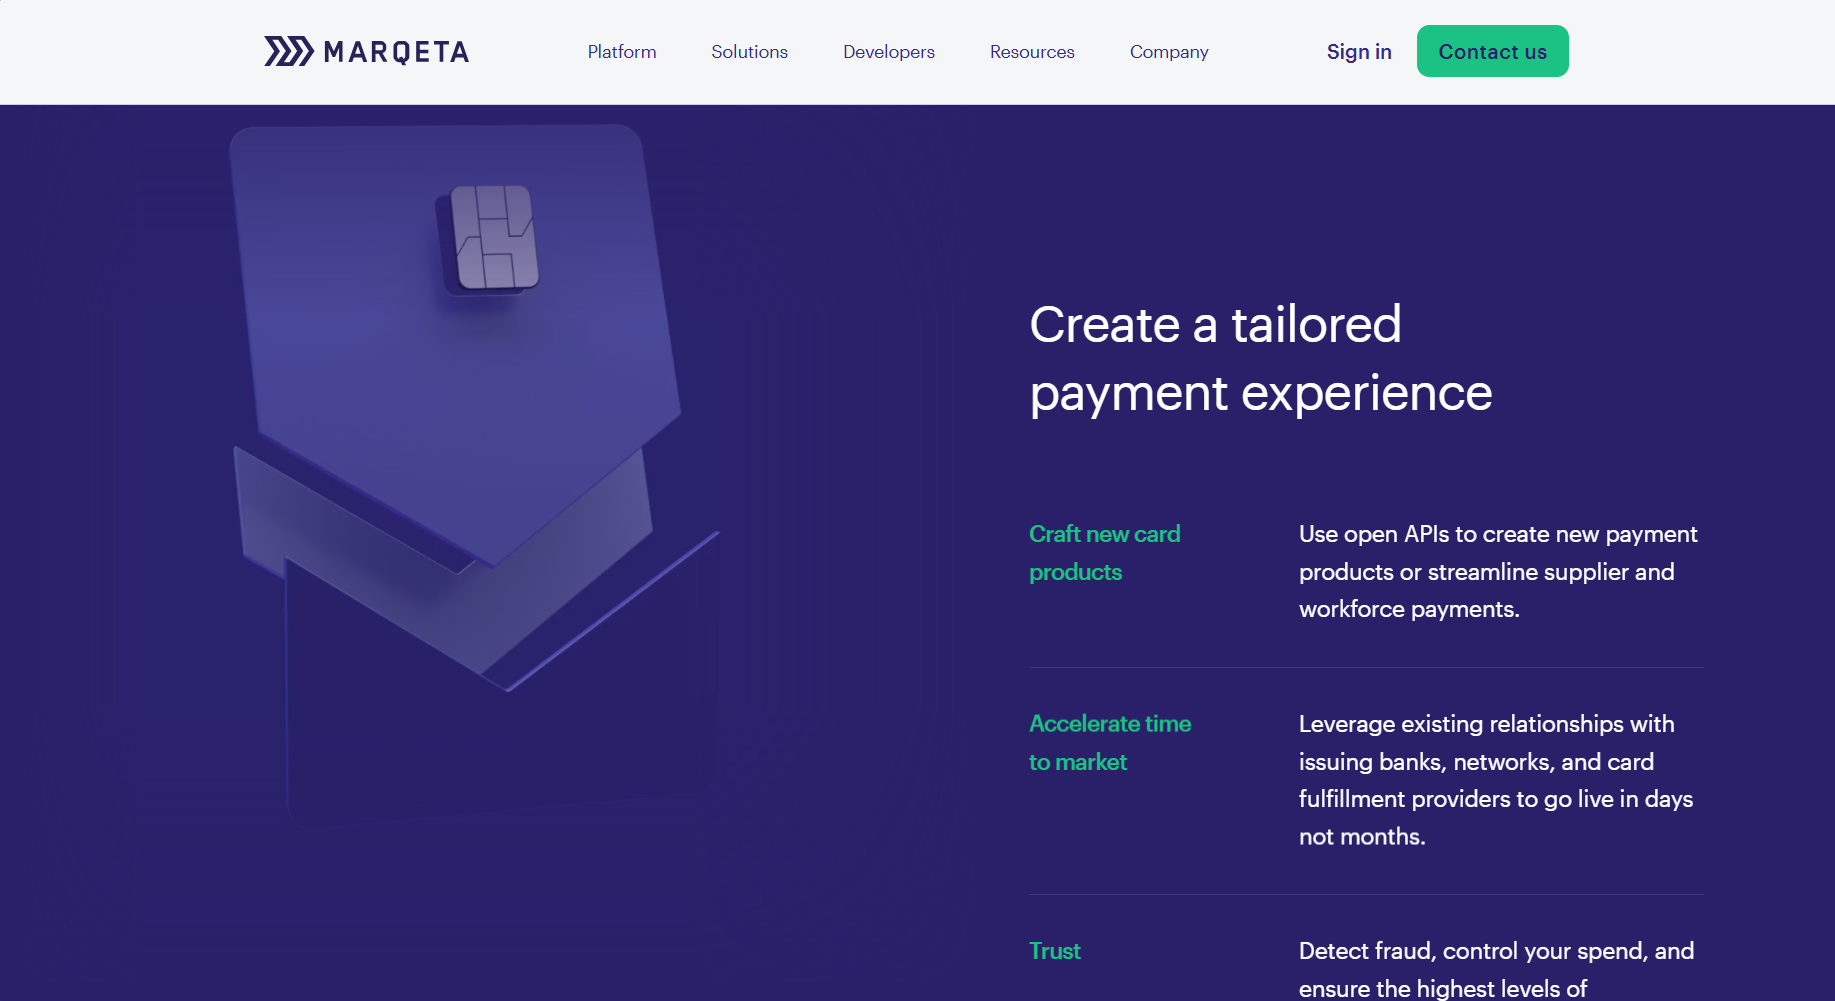 MARQETA
Platform
Solutions
Developers
Resources
Company
Sign in
Contact us
Create a tailored
payment experience
Craft new card
products
Use open APIs to create new payment
products or streamline supplier and
workforce payments.
Accelerate time
to market
Leverage existing relationships with
issuing banks, networks, and card
fulfillment providers to go live in days
not months.
Trust
Detect fraud, control your spend, and
ensure the highest levels of